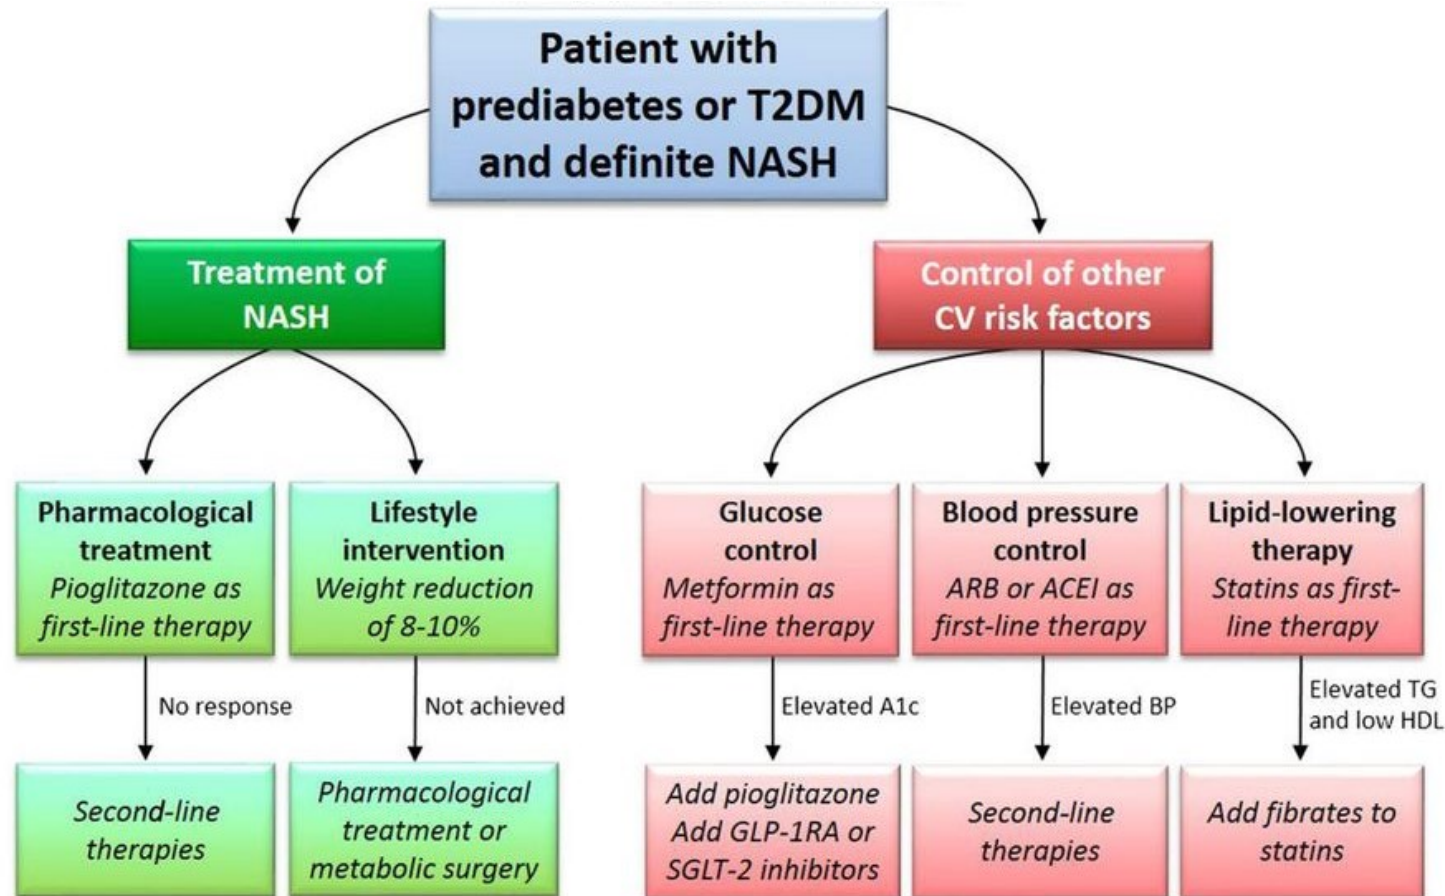 Patient with
prediabetes or T2DM
and definite NASH
Treatment of
NASH
Control of other
CV risk factors
Pharmacological
treatment
Pioglitazone as
first-line therapy
Lifestyle
intervention
Weight reduction
of 8-10%
Glucose
control
Metformin as
first-line therapy
Blood pressure
control
ARB or ACEI as
first-line therapy
Lipid-lowering
therapy
Statins as first-
line therapy
No response
Not achieved
Elevated A1c
Elevated BP
Elevated TG
and low HDL
Second-line
therapies
Pharmacological
treatment or
metabolic surgery
Add pioglitazone
Add GLP-1RA or
SGLT-2 inhibitors
Second-line
therapies
Add fibrates to
statins